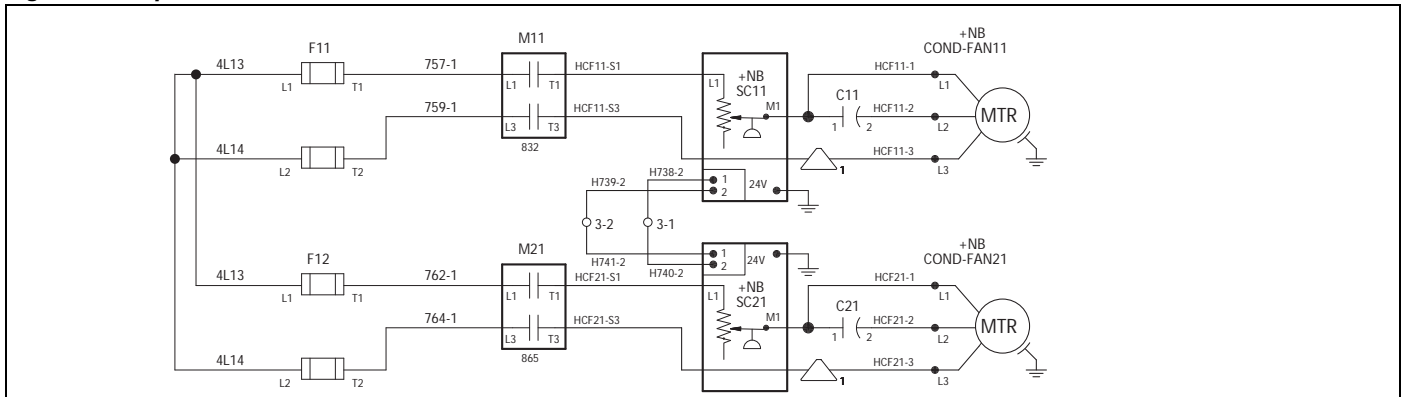 F11
M11
+NB
COND-FAN11
4L13
L1
T1
757-1
L1
T1
HCF11-S1
L1
+NB
SC11
M1
HCF11-1
L1
C11
1
2
HCF11-2
L2
MTR
759-1
L3
T3
HCF11-S3
832
4L14
L2
T2
1
HCF11-3
L3
H738-2
H739-2
1
2
24V
3-2
3-1
F12
M21
H741-2
H740-2
1
2
24V
+NB
COND-FAN21
4L13
L1
T1
762-1
L1
T1
HCF21-S1
L1
+NB
SC21
M1
HCF21-1
L1
C21
1
2
HCF21-2
L2
MTR
764-1
L3
T3
HCF21-S3
865
4L14
L2
T2
1
HCF21-3
L3